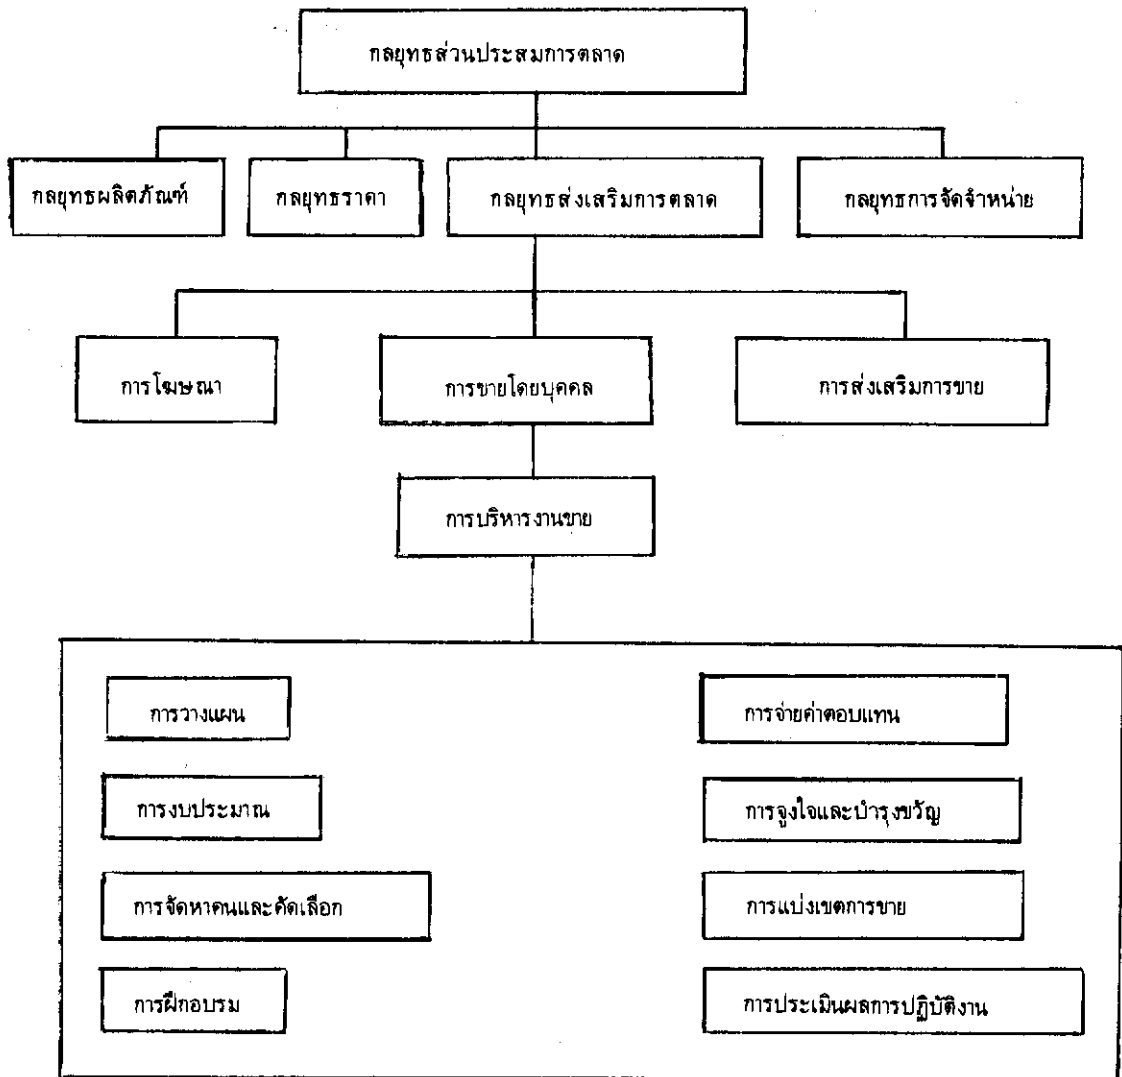 กลยุทธส่วนประสมการตลาด
กลยุทธผลิตภัณฑ์
กลยุทธราคา
กลยุทธส่งเสริมการตลาด
กลยุทธการจัดจำหน่าย
การโฆษณา
การขายโดยบุคคล
การส่งเสริมการขาย
การบริหารงานขาย
การวางแผน
การงบประมาณ
การจัดหาคนและคัดเลือก
การฝึกอบรม
การจ่ายค่าตอบแทน
การจูงใจและบำรุงขวัญ
การแบ่งเขตการขาย
การประเมินผลการปฏิบัติงาน